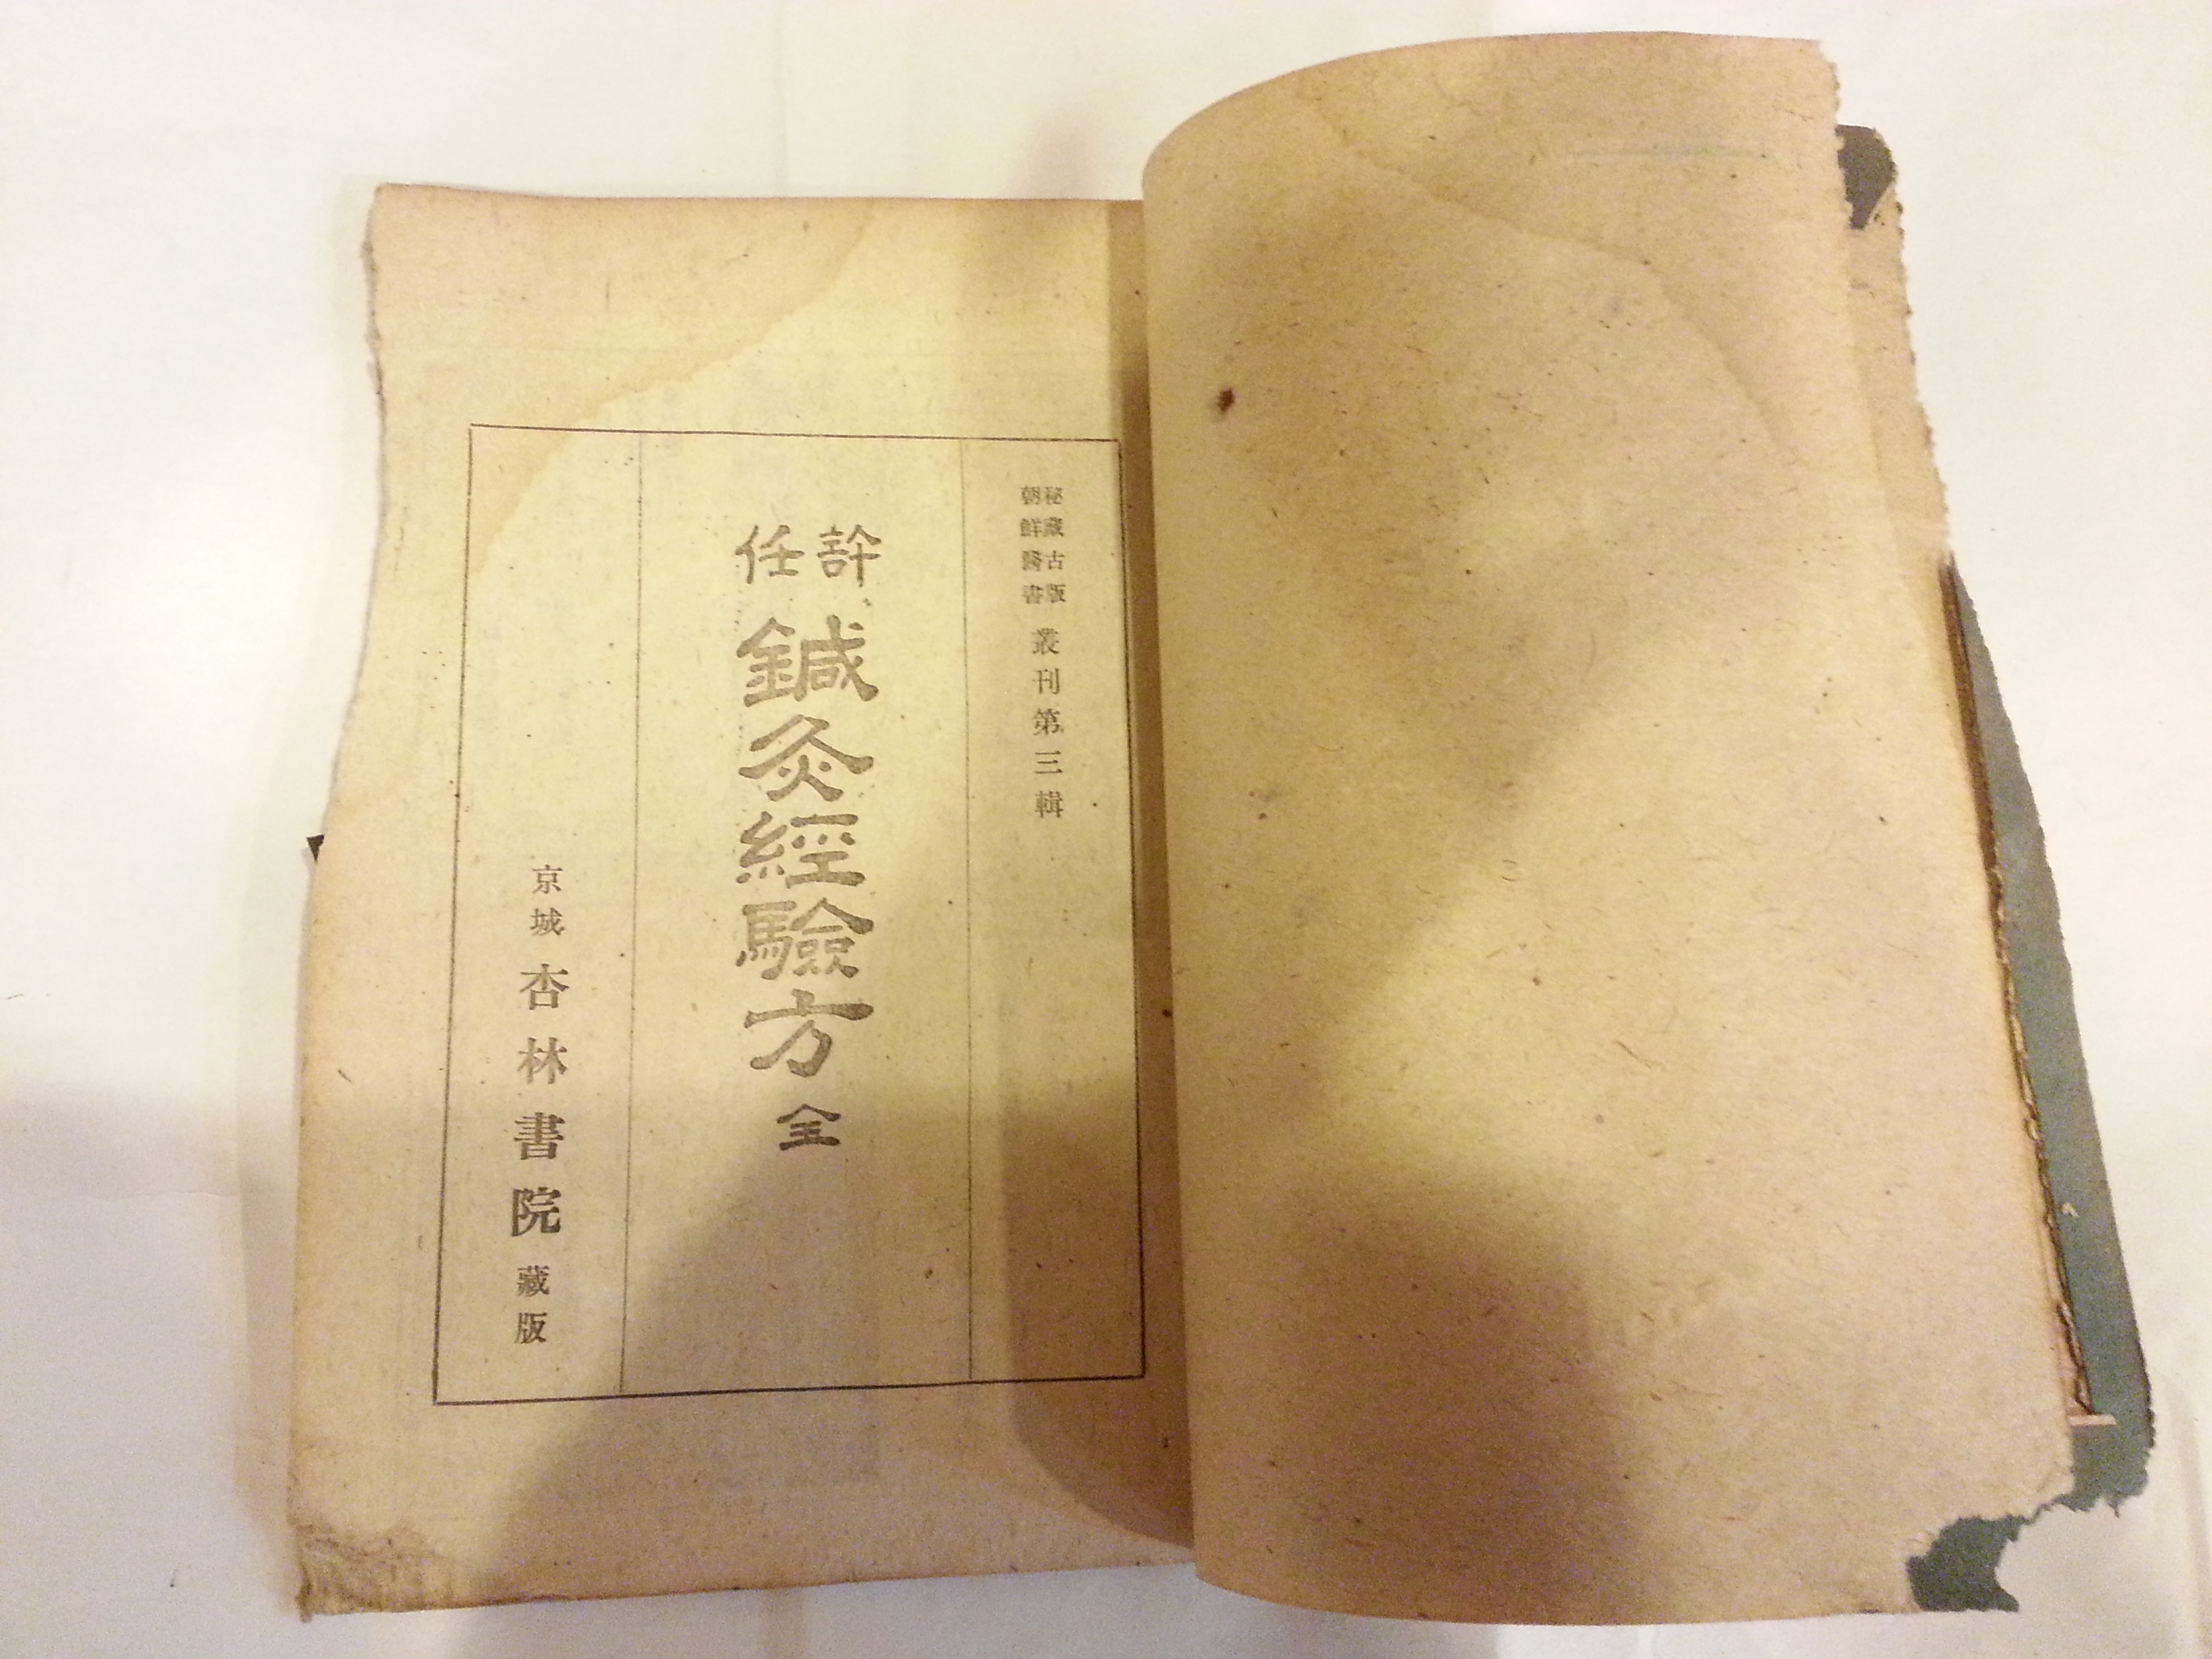 秘藏古版
朝鮮醫書
叢刊第三輯
許任
鍼灸經驗方全
京城杏林書院藏版